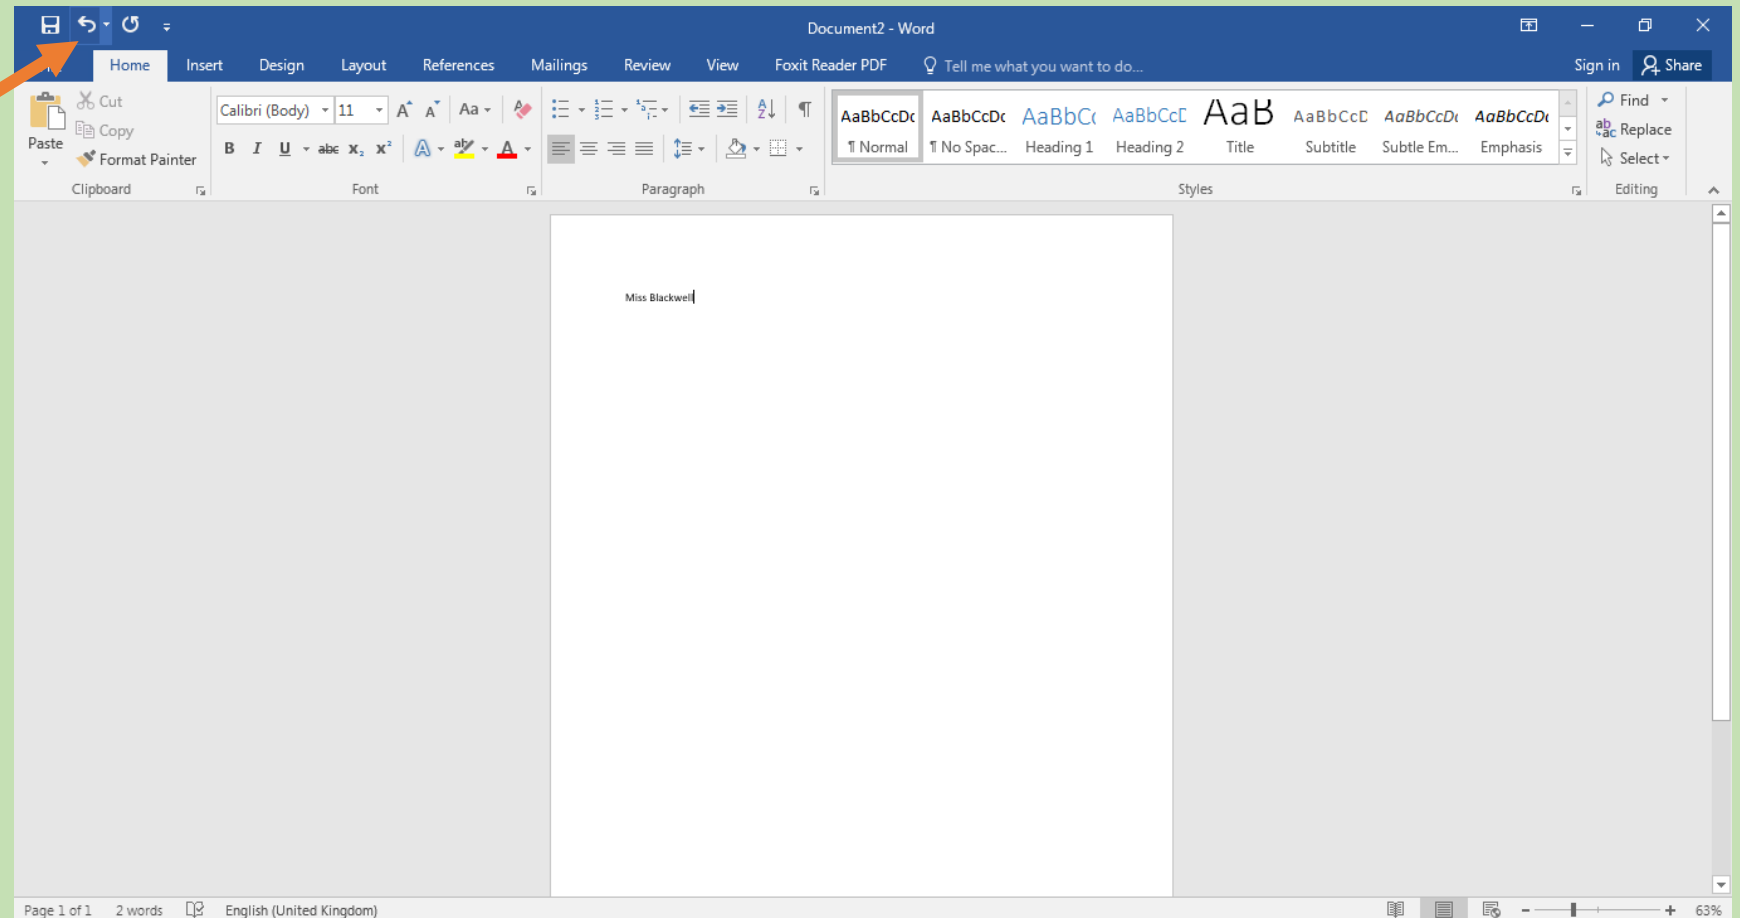 Document2 - Word
Home Insert Design Layout References Mailings Review View Foxit Reader PDF Tell me what you want to do... Sign in Share
Paste
Cut
Copy
Format Painter
Clipboard
Calibri (Body) 11 A A Aa
B I U abc X₂ X² A ab A
Font
Paragraph
AaBbCcDc AaBbCcDc AaBbCc AaBbCcD AaB AaBbCcD AaBbCcDc AaBbCcDc
¶ Normal ¶ No Spac... Heading 1 Heading 2 Title Subtitle Subtle Em... Emphasis
Styles
Find
Replace
Select
Editing
Miss Blackwell
Page 1 of 1 2 words English (United Kingdom) 63%